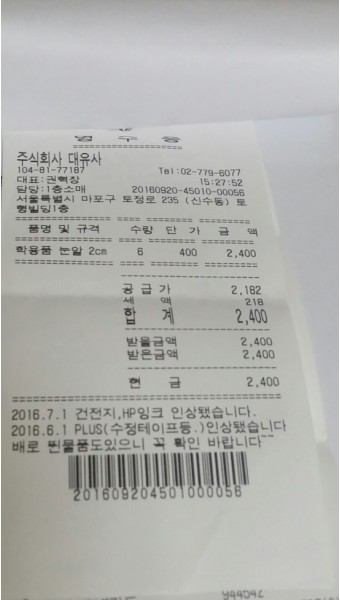 영 수 증
주식회사 대유사
104-81-77187 Tel:02-779-6077
대표:권혁창 15:27:52
담당:1층소매 20160920-45010-00056
서울특별시 마포구 토정로 235 (신수동) 토
형빌딩1층
품명 및 규격 수량 단 가 금 액
학용품 눈알 2cm 6 400 2,400
공 급 가 2,182
세 액 218
합 계 2,400
받을금액 2,400
받은금액 2,400
현 금 2,400
2016.7.1 건전지,HP잉크 인상됐습니다.
2016.6.1 PLUS(수정테이프등.)인상됐습니다
배로 뛴물품도있으니 꼭 확인 바랍니다~~
201609204501000056